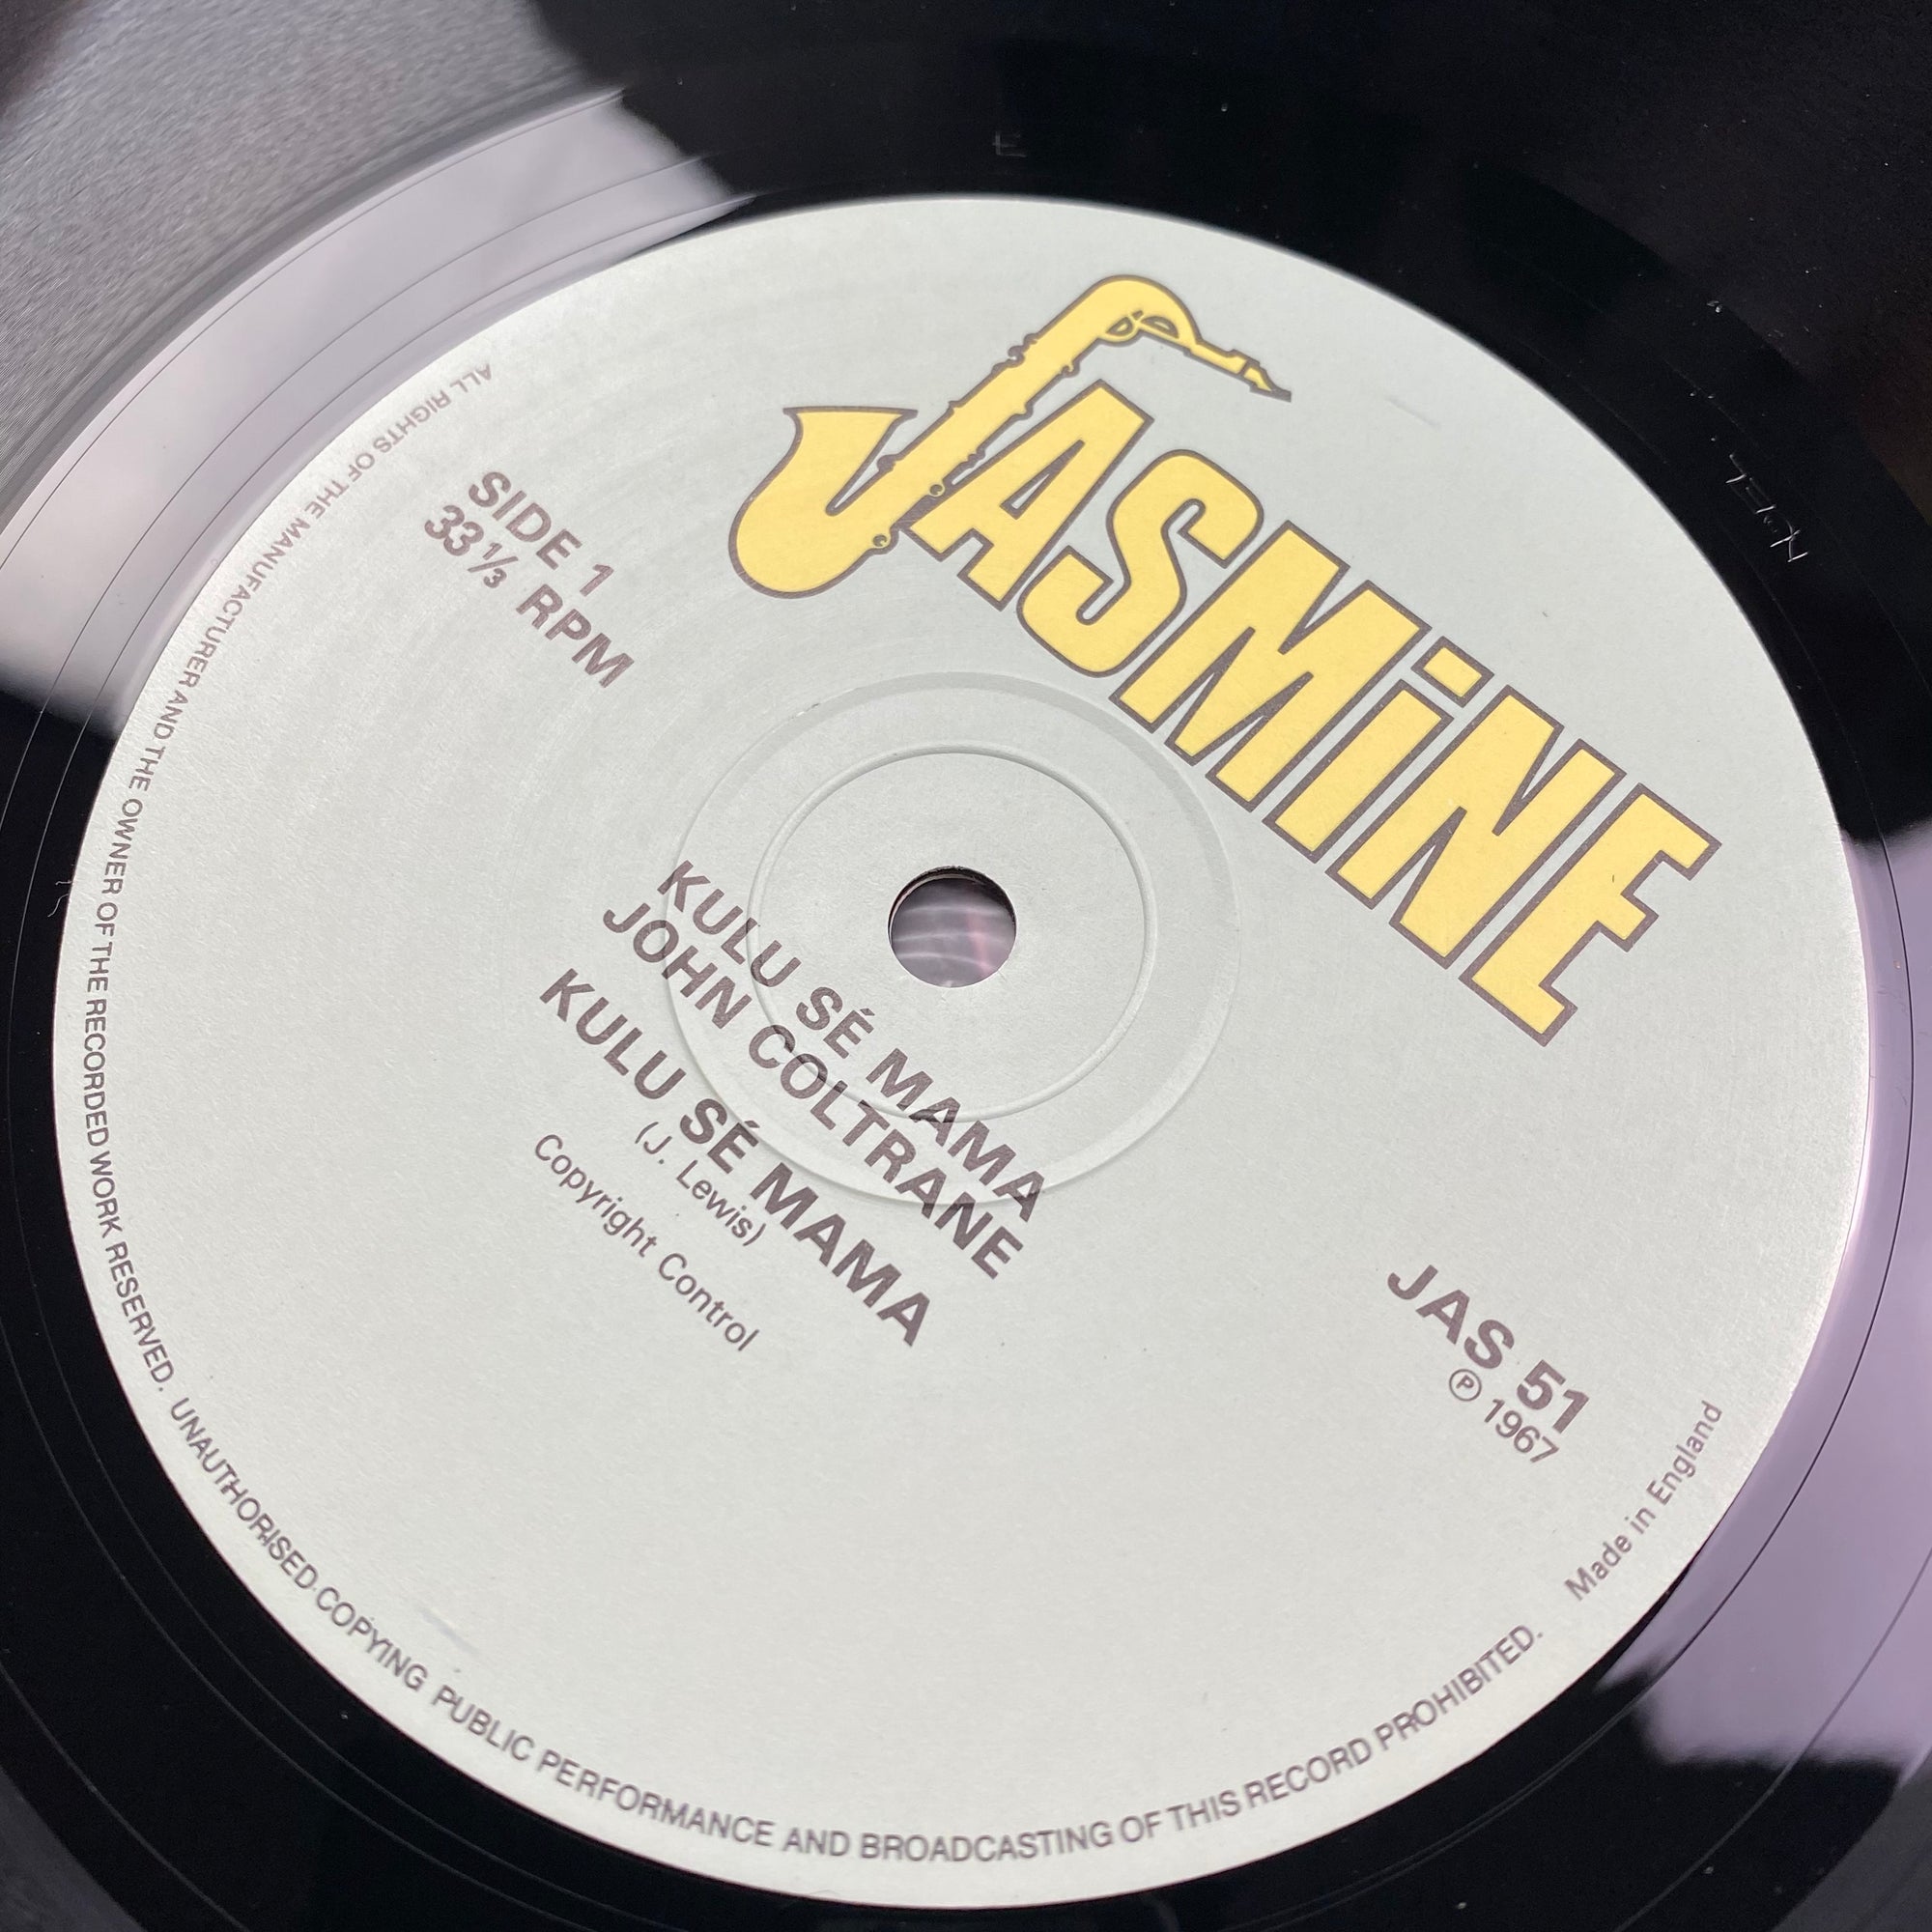 JASMiNE
SIDE 1
33⅓ RPM
KULU SÉ MAMA
JOHN COLTRANE
KULU SÉ MAMA
(J. Lewis)
Copyright Control
JAS 51
℗ 1967
ALL RIGHTS OF THE MANUFACTURER AND THE OWNER OF THE RECORDED WORK RESERVED. UNAUTHORISED COPYING PUBLIC PERFORMANCE AND BROADCASTING OF THIS RECORD PROHIBITED. Made in England